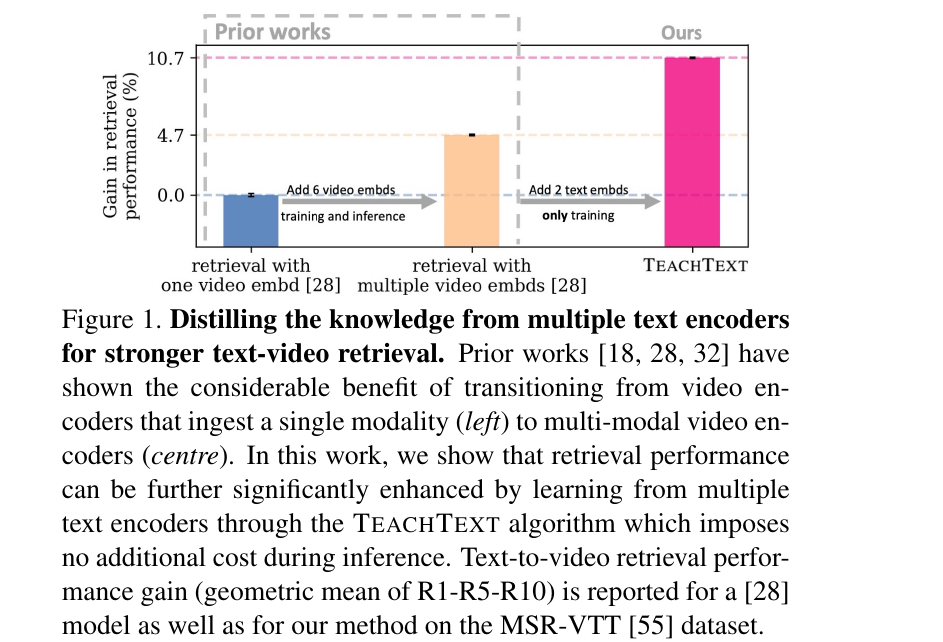 Prior works
Ours
10.7
4.7
0.0
Gain in retrieval
performance (%)
Add 6 video embds
training and inference
Add 2 text embds
only training
retrieval with
one video embd [28]
retrieval with
multiple video embds [28]
TEACHTEXT
Figure 1. Distilling the knowledge from multiple text encoders
for stronger text-video retrieval. Prior works [18, 28, 32] have
shown the considerable benefit of transitioning from video en-
coders that ingest a single modality (left) to multi-modal video en-
coders (centre). In this work, we show that retrieval performance
can be further significantly enhanced by learning from multiple
text encoders through the TEACHTEXT algorithm which imposes
no additional cost during inference. Text-to-video retrieval perfor-
mance gain (geometric mean of R1-R5-R10) is reported for a [28]
model as well as for our method on the MSR-VTT [55] dataset.